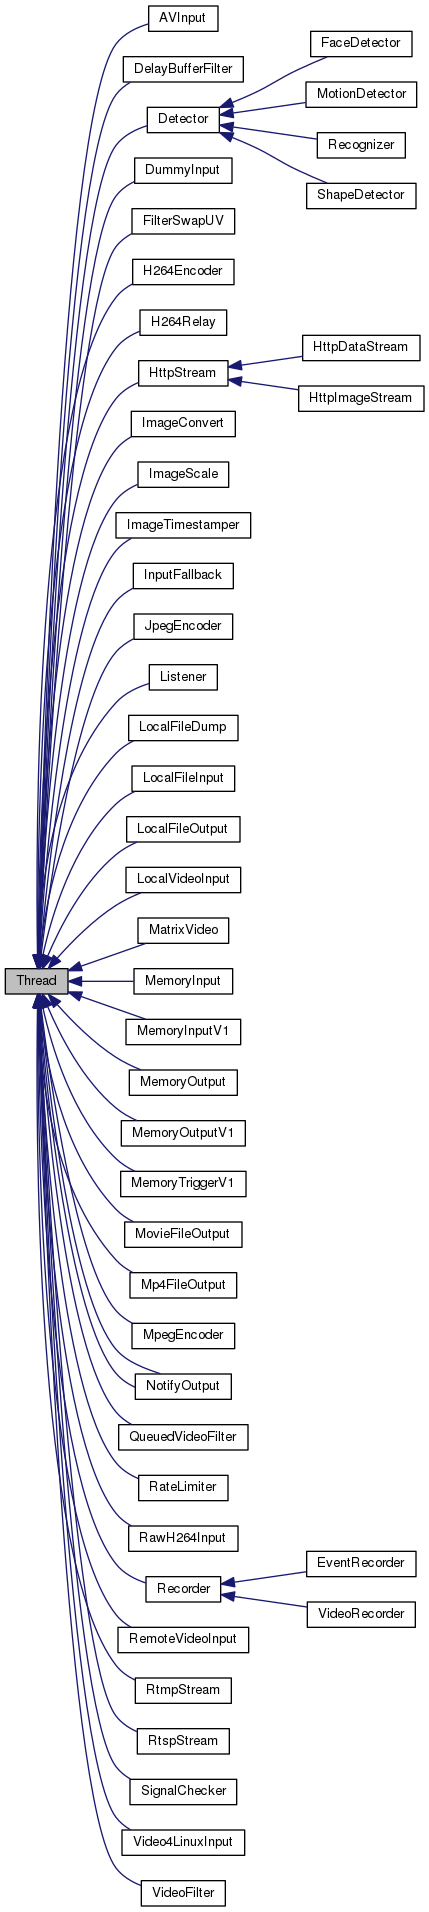 AVInput
DelayBufferFilter
FaceDetector
MotionDetector
Detector
Recognizer
DummyInput
ShapeDetector
FilterSwapUV
H264Encoder
H264Relay
HttpDataStream
HttpStream
HttpImageStream
ImageConvert
ImageScale
ImageTimestamper
InputFallback
JpegEncoder
Listener
LocalFileDump
LocalFileInput
LocalFileOutput
LocalVideoInput
MatrixVideo
Thread
MemoryInput
MemoryInputV1
MemoryOutput
MemoryOutputV1
MemoryTriggerV1
MovieFileOutput
Mp4FileOutput
MpegEncoder
NotifyOutput
QueuedVideoFilter
RateLimiter
RawH264Input
EventRecorder
Recorder
VideoRecorder
RemoteVideoInput
RtmpStream
RtspStream
SignalChecker
Video4LinuxInput
VideoFilter